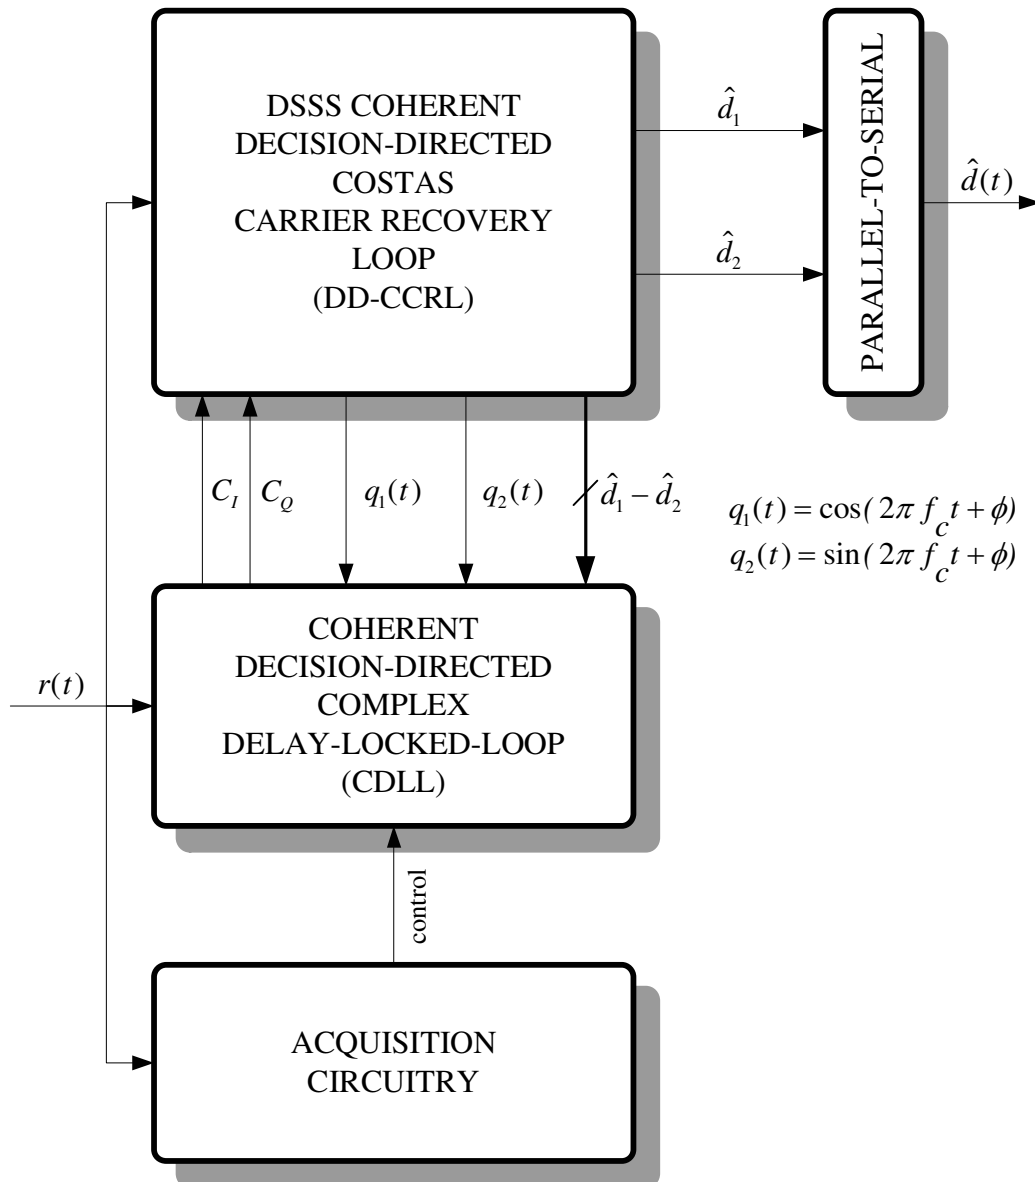 DSSS COHERENT
DECISION-DIRECTED
COSTAS
CARRIER RECOVERY
LOOP
(DD-CCRL)
d̂₁
d̂₂
PARALLEL-TO-SERIAL
d̂(t)
C_I
C_Q
q₁(t)
q₂(t)
d̂₁ − d̂₂
q₁(t) = cos(2π f_c t + ϕ)
q₂(t) = sin(2π f_c t + ϕ)
r(t)
COHERENT
DECISION-DIRECTED
COMPLEX
DELAY-LOCKED-LOOP
(CDLL)
control
ACQUISITION
CIRCUITRY